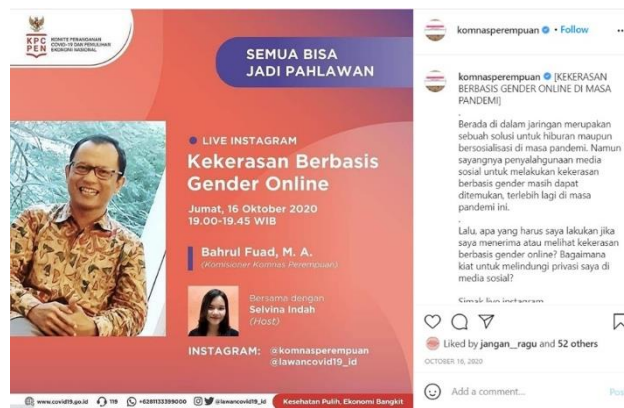 KPC
PEN
KOMITE PENANGANAN
COVID-19 DAN PEMULIHAN
EKONOMI NASIONAL
SEMUA BISA
JADI PAHLAWAN
LIVE INSTAGRAM
Kekerasan Berbasis
Gender Online
Jumat, 16 Oktober 2020
19.00-19.45 WIB
Bahrul Fuad, M. A.
(Komisioner Komnas Perempuan)
Bersama dengan
Selvina Indah
(Host)
INSTAGRAM: @komnasperempuan
@lawancovid19_id
www.covid19.go.id 119 +6281133399000 @lawancovid19_id Kesehatan Pulih, Ekonomi Bangkit
komnasperempuan • Follow ...
komnasperempuan [KEKERASAN
BERBASIS GENDER ONLINE DI MASA
PANDEMI]
.
Berada di dalam jaringan merupakan
sebuah solusi untuk hiburan maupun
bersosialisasi di masa pandemi. Namun
sayangnya penyalahgunaan media
sosial untuk melakukan kekerasan
berbasis gender masih dapat
ditemukan, terlebih lagi di masa
pandemi ini.
.
Lalu, apa yang harus saya lakukan jika
saya menerima atau melihat kekerasan
berbasis gender online? Bagaimana
kiat untuk melindungi privasi saya di
media sosial?
.
Simak live instagram
Liked by jangan_ragu and 52 others
OCTOBER 16, 2020
Add a comment... Pos